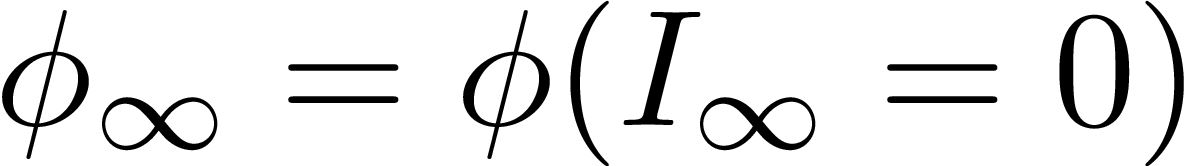 ϕ∞ = ϕ(I∞ = 0)